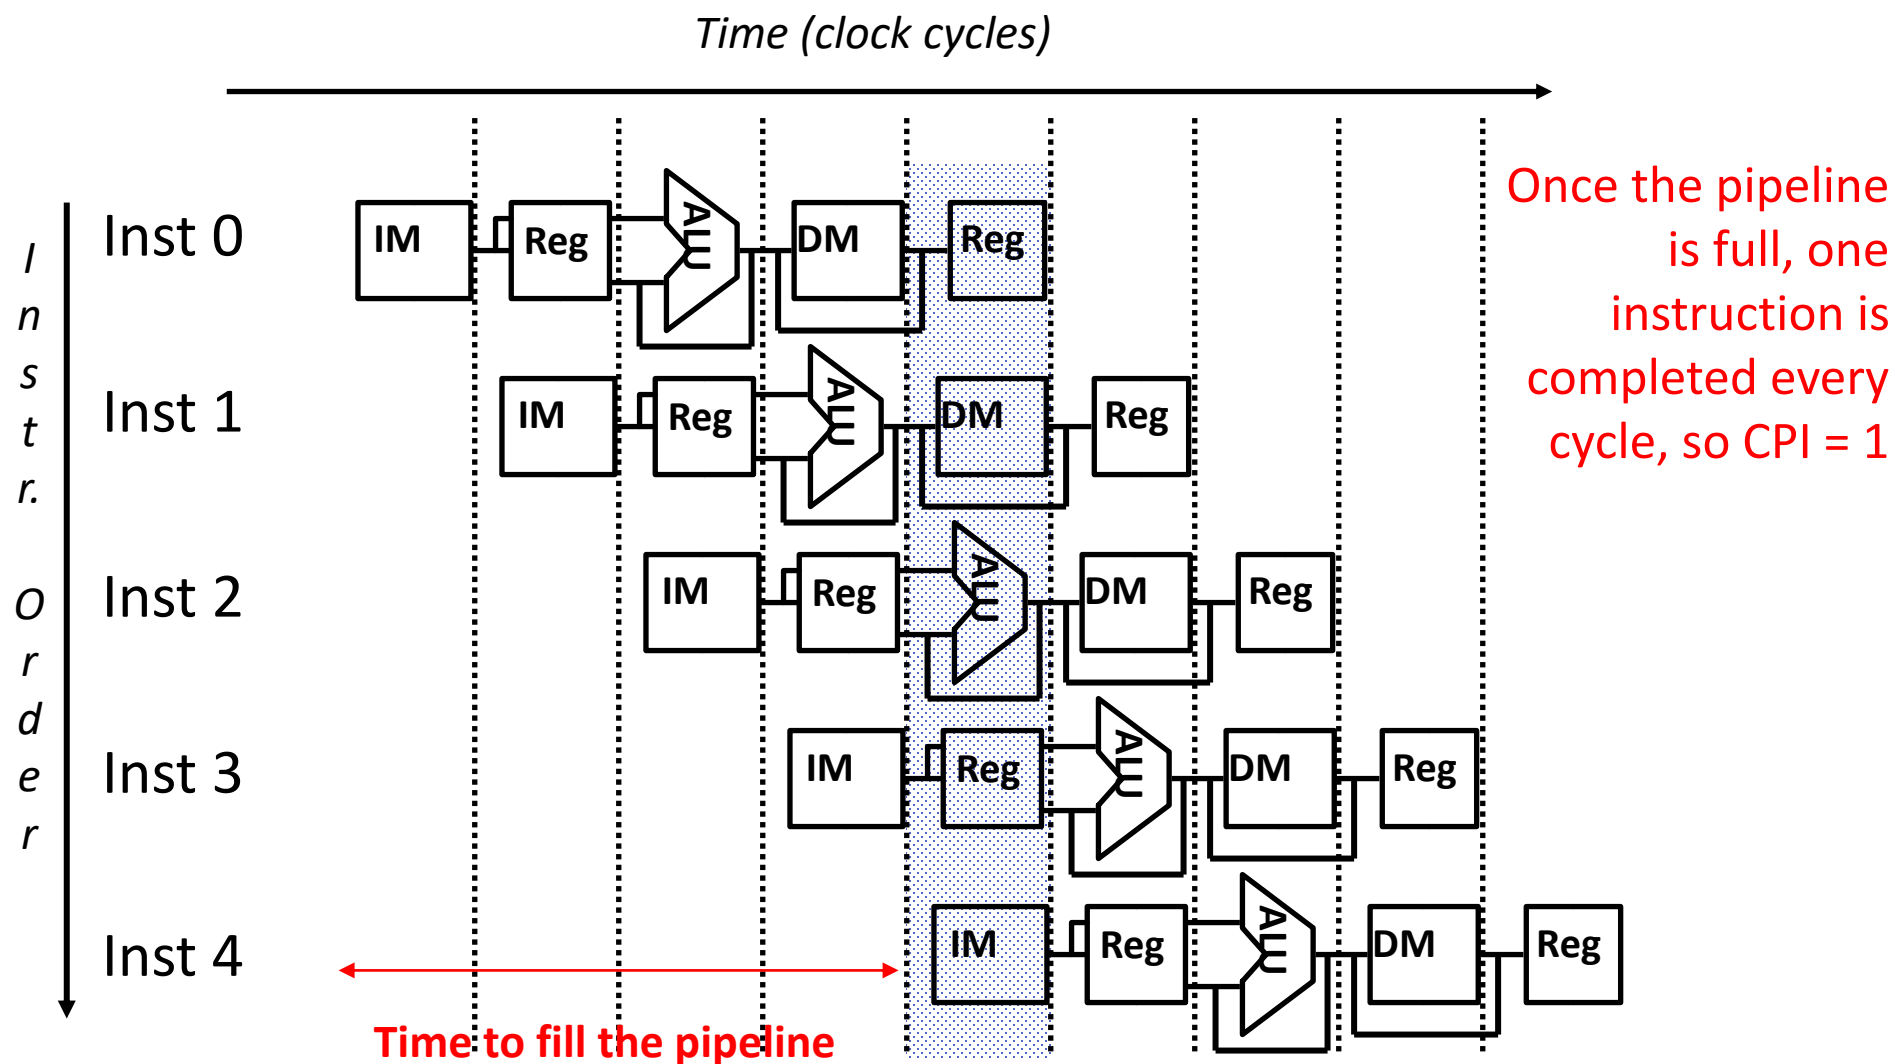 Time (clock cycles)
Once the pipeline
is full, one
instruction is
completed every
cycle, so CPI = 1
I
n
s
t
r.
O
r
d
e
r
Inst 0
IM
Reg
ALU
DM
Reg
Inst 1
IM
Reg
ALU
DM
Reg
Inst 2
IM
Reg
ALU
DM
Reg
Inst 3
IM
Reg
ALU
DM
Reg
Inst 4
IM
Reg
ALU
DM
Reg
Time to fill the pipeline